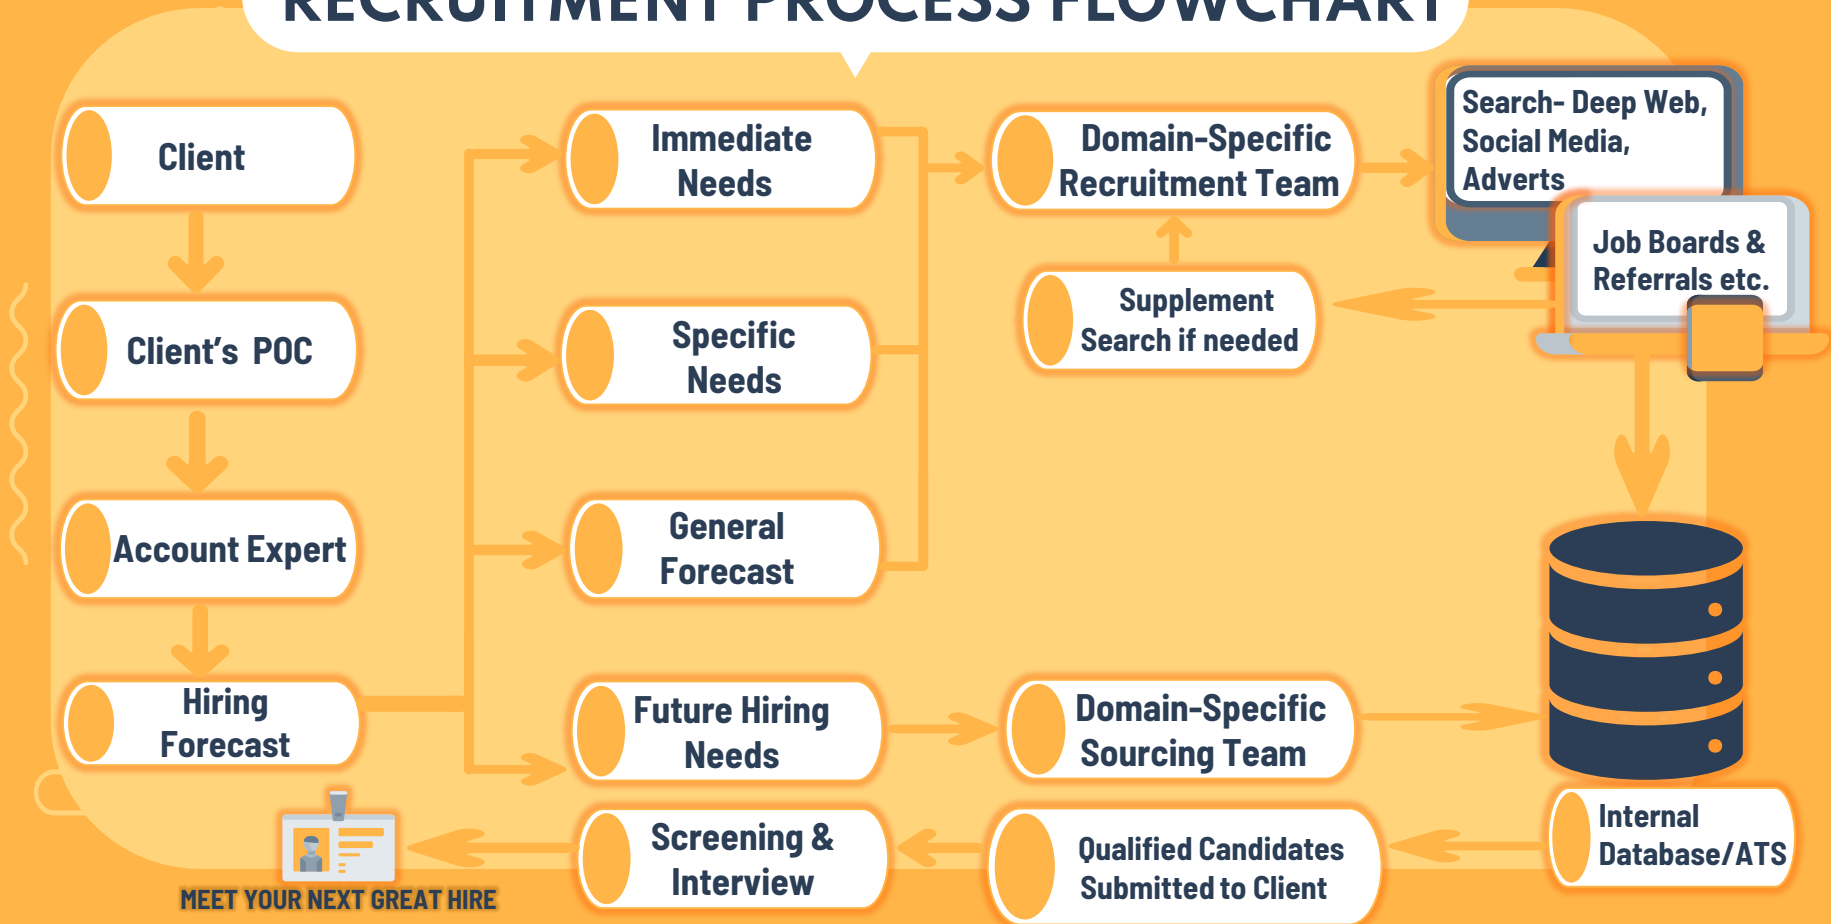 RECRUITMENT PROCESS FLOWCHART
Client
Client's POC
Account Expert
Hiring
Forecast
Immediate
Needs
Specific
Needs
General
Forecast
Future Hiring
Needs
Domain-Specific
Recruitment Team
Supplement
Search if needed
Search- Deep Web,
Social Media,
Adverts
Job Boards &
Referrals etc.
Domain-Specific
Sourcing Team
Internal
Database/ATS
Qualified Candidates
Submitted to Client
Screening &
Interview
MEET YOUR NEXT GREAT HIRE